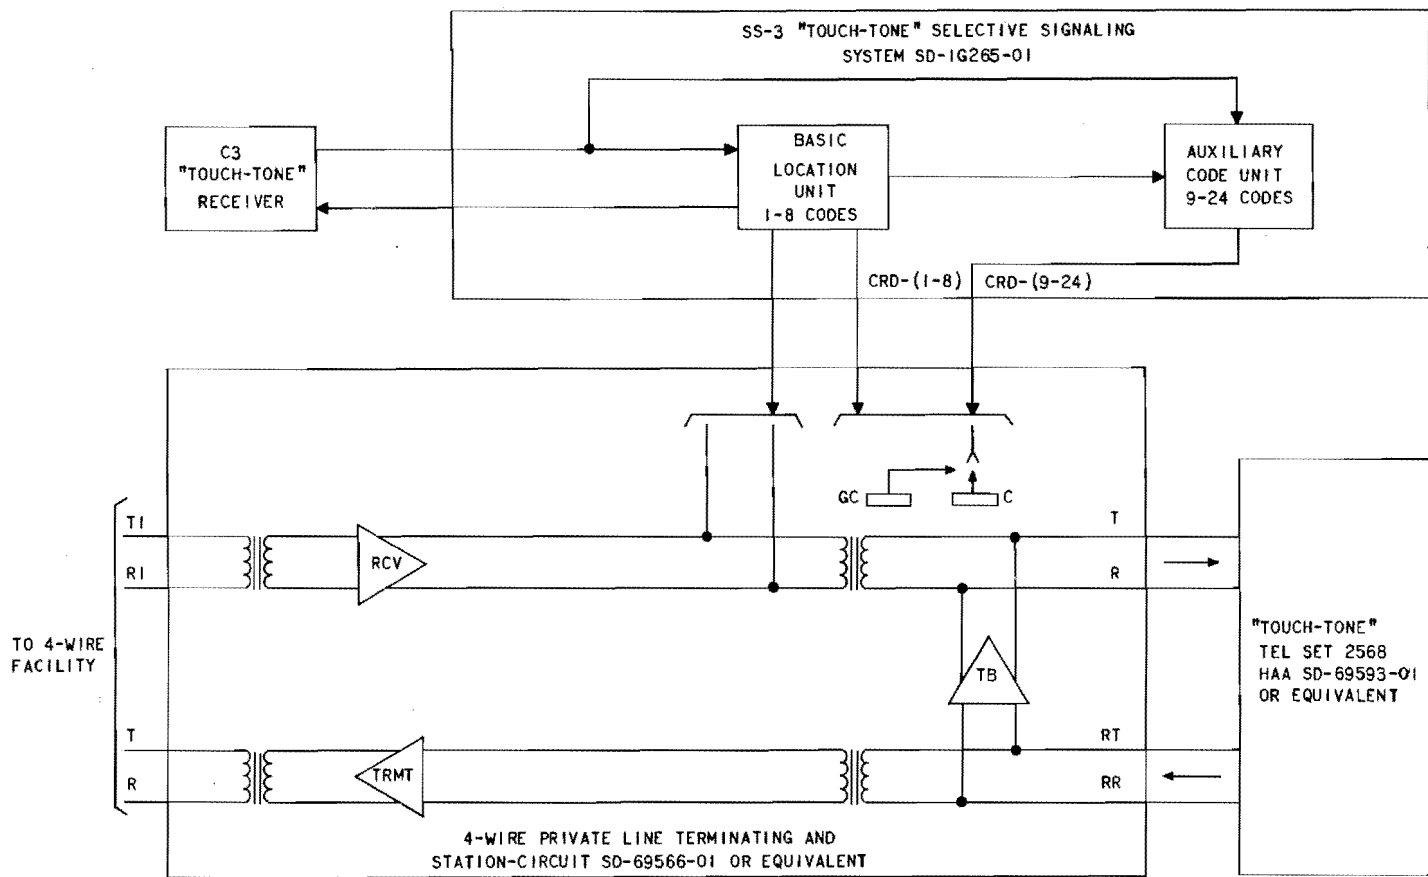 SS-3 "TOUCH-TONE" SELECTIVE SIGNALING
SYSTEM SD-1G265-01
C3
"TOUCH-TONE"
RECEIVER
BASIC
LOCATION
UNIT
1-8 CODES
AUXILIARY
CODE UNIT
9-24 CODES
CRD-(1-8)
CRD-(9-24)
GC
C
T1
R1
RCV
T
R
TO 4-WIRE
FACILITY
TB
"TOUCH-TONE"
TEL SET 2568
HAA SD-69593-01
OR EQUIVALENT
T
R
TRMT
RT
RR
4-WIRE PRIVATE LINE TERMINATING AND
STATION-CIRCUIT SD-69566-01 OR EQUIVALENT